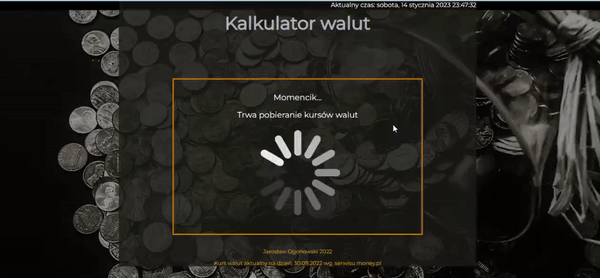 Aktualny czas: sobota, 14 stycznia 2023 23:47:32
Kalkulator walut
Momencik...
Trwa pobieranie kursów walut
Jarosław Ogonowski 2022
Kurs walut aktualny na dzień: 30.09.2022 wg. serwisu money.pl